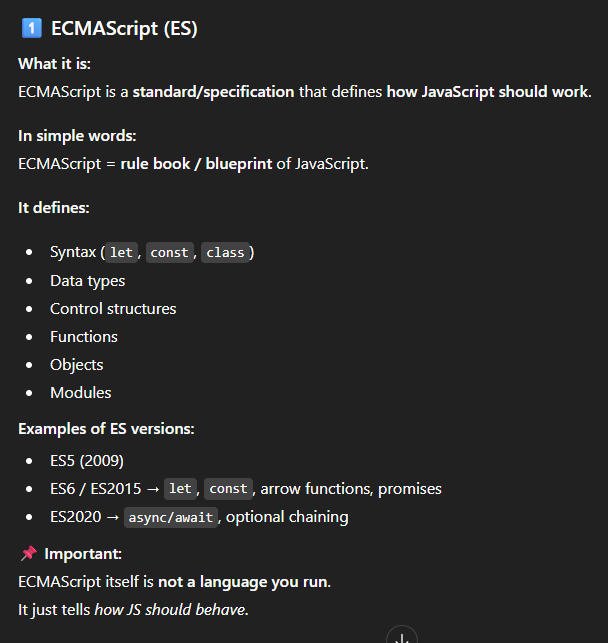 1 ECMAScript (ES)
What it is:
ECMAScript is a standard/specification that defines how JavaScript should work.
In simple words:
ECMAScript = rule book / blueprint of JavaScript.
It defines:
• Syntax (let, const, class)
• Data types
• Control structures
• Functions
• Objects
• Modules
Examples of ES versions:
• ES5 (2009)
• ES6 / ES2015 → let, const, arrow functions, promises
• ES2020 → async/await, optional chaining
📌 Important:
ECMAScript itself is not a language you run.
It just tells how JS should behave.